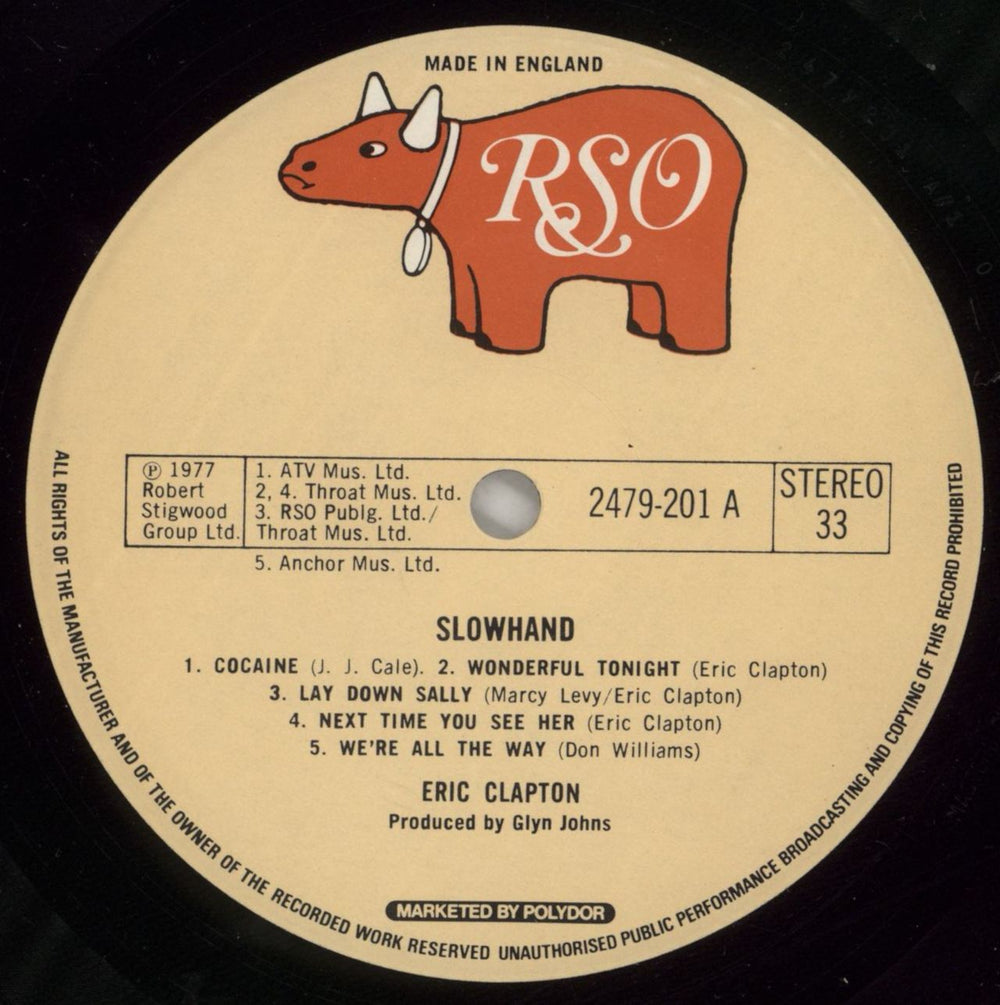 MADE IN ENGLAND
RSO
℗ 1977
Robert
Stigwood
Group Ltd.
1. ATV Mus. Ltd.
2, 4. Throat Mus. Ltd.
3. RSO Publg. Ltd./
Throat Mus. Ltd.
5. Anchor Mus. Ltd.
2479-201 A
STEREO
33
SLOWHAND
1. COCAINE (J. J. Cale). 2. WONDERFUL TONIGHT (Eric Clapton)
3. LAY DOWN SALLY (Marcy Levy/Eric Clapton)
4. NEXT TIME YOU SEE HER (Eric Clapton)
5. WE'RE ALL THE WAY (Don Williams)
ERIC CLAPTON
Produced by Glyn Johns
MARKETED BY POLYDOR
ALL RIGHTS OF THE MANUFACTURER AND OF THE OWNER OF THE RECORDED WORK RESERVED UNAUTHORISED PUBLIC PERFORMANCE BROADCASTING AND COPYING OF THIS RECORD PROHIBITED